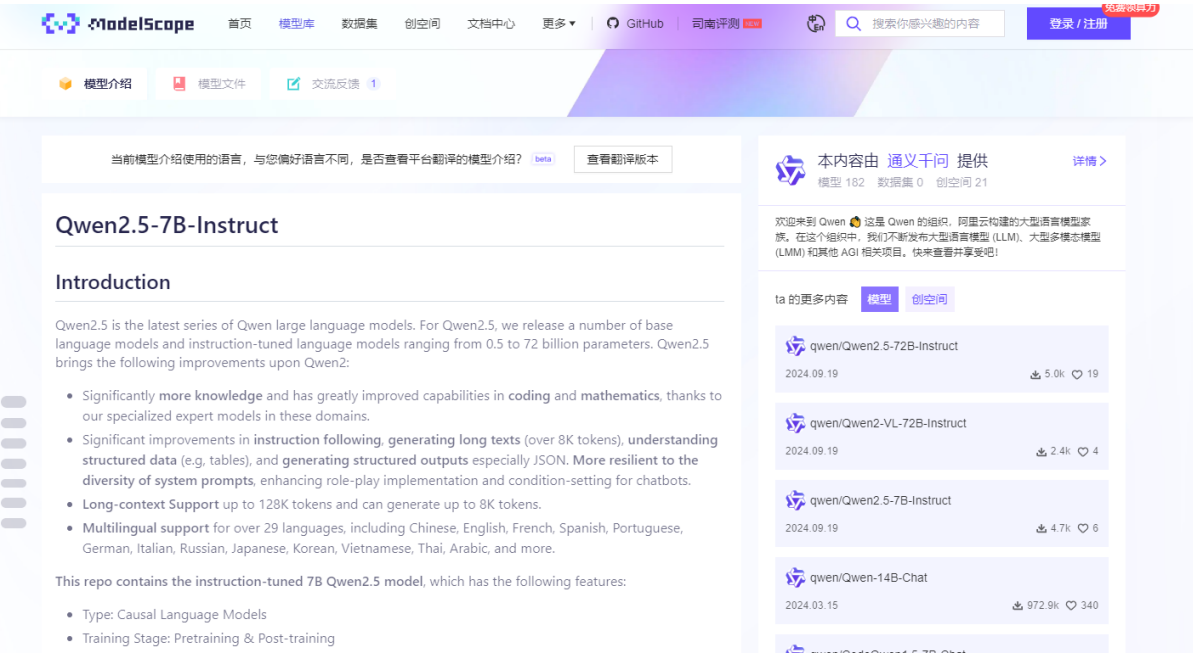 ModelScope 首页 模型库 数据集 创空间 文档中心 更多 GitHub 司南评测 NEW 中 En 搜索你感兴趣的内容 登录 / 注册 免费领算力
模型介绍 模型文件 交流反馈 1
当前模型介绍使用的语言，与您偏好语言不同，是否查看平台翻译的模型介绍？ beta 查看翻译版本
Qwen2.5-7B-Instruct
Introduction
Qwen2.5 is the latest series of Qwen large language models. For Qwen2.5, we release a number of base
language models and instruction-tuned language models ranging from 0.5 to 72 billion parameters. Qwen2.5
brings the following improvements upon Qwen2:
• Significantly more knowledge and has greatly improved capabilities in coding and mathematics, thanks to
our specialized expert models in these domains.
• Significant improvements in instruction following, generating long texts (over 8K tokens), understanding
structured data (e.g, tables), and generating structured outputs especially JSON. More resilient to the
diversity of system prompts, enhancing role-play implementation and condition-setting for chatbots.
• Long-context Support up to 128K tokens and can generate up to 8K tokens.
• Multilingual support for over 29 languages, including Chinese, English, French, Spanish, Portuguese,
German, Italian, Russian, Japanese, Korean, Vietnamese, Thai, Arabic, and more.
This repo contains the instruction-tuned 7B Qwen2.5 model, which has the following features:
• Type: Causal Language Models
• Training Stage: Pretraining & Post-training
本内容由 通义千问 提供 详情
模型 182 数据集 0 创空间 21
欢迎来到 Qwen 👋 这是 Qwen 的组织，阿里云构建的大型语言模型家
族。在这个组织中，我们不断发布大型语言模型 (LLM)、大型多模态模型
(LMM) 和其他 AGI 相关项目。快来查看并享受吧！
ta 的更多内容 模型 创空间
qwen/Qwen2.5-72B-Instruct
2024.09.19 5.0k 19
qwen/Qwen2-VL-72B-Instruct
2024.09.19 2.4k 4
qwen/Qwen2.5-7B-Instruct
2024.09.19 4.7k 6
qwen/Qwen-14B-Chat
2024.03.15 972.9k 340
qwen/CodeQwen1.5-7B-Chat